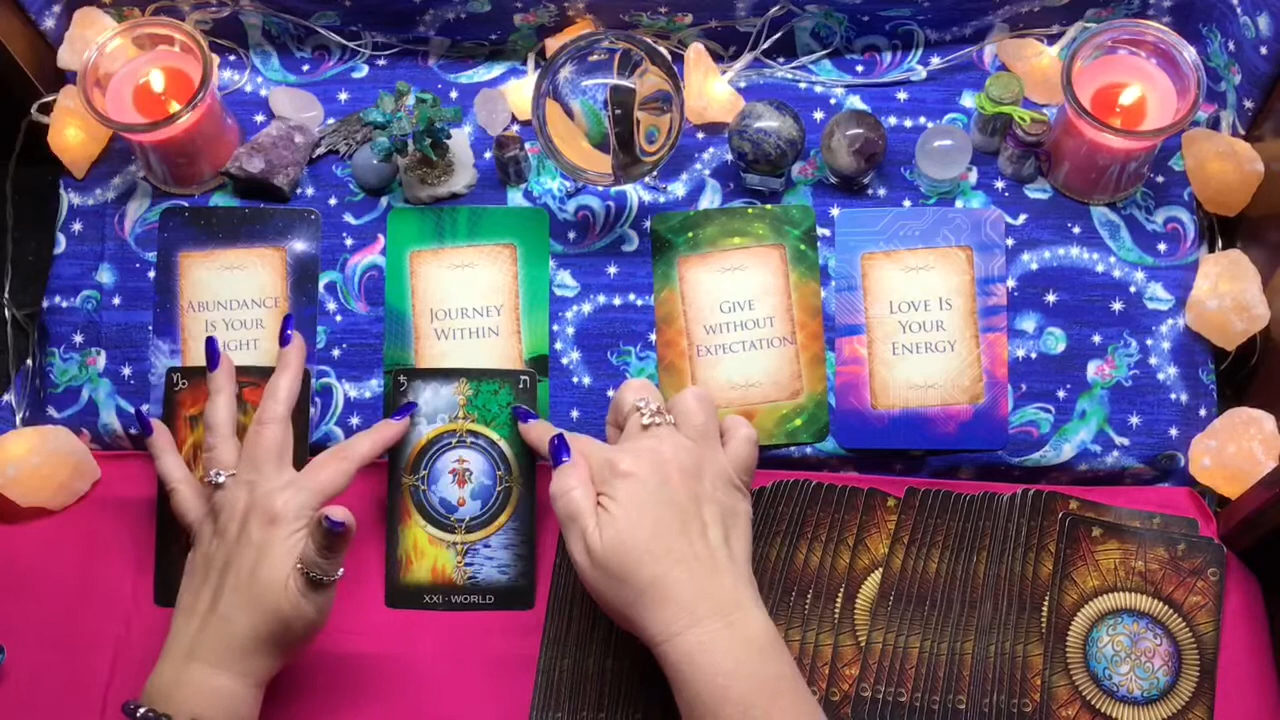 ABUNDANCE
IS YOUR
JOURNEY
WITHIN
GIVE
WITHOUT
EXPECTATION
LOVE IS
YOUR
ENERGY
♑
♄
ת
XXI · WORLD